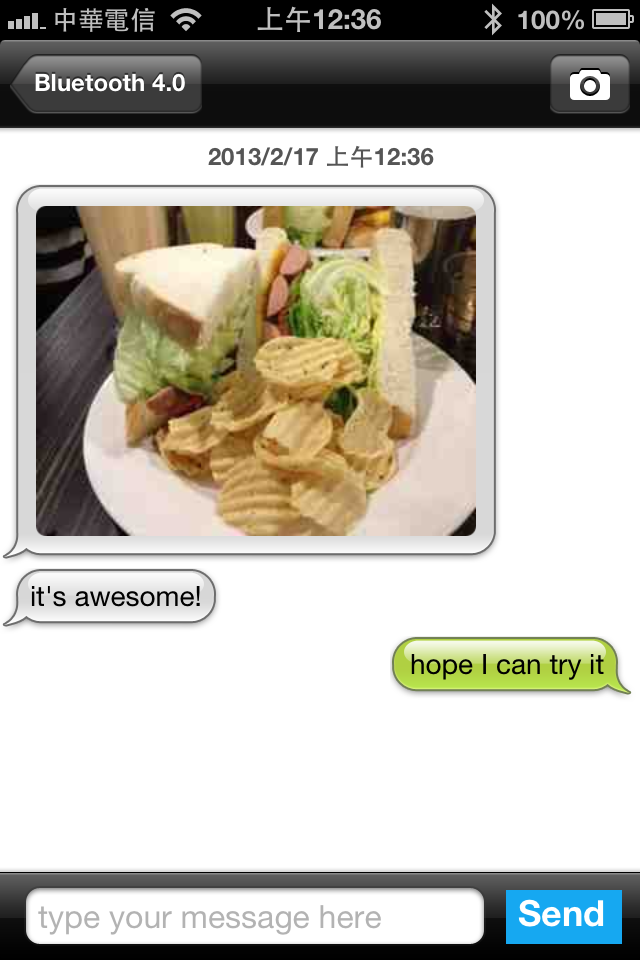 中華電信 上午12:36 100%
Bluetooth 4.0
2013/2/17 上午12:36
it's awesome!
hope I can try it
type your message here Send